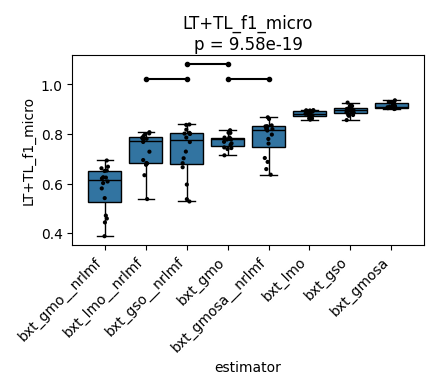 LT+TL_f1_micro
p = 9.58e-19
LT+TL_f1_micro
1.0
0.8
0.6
0.4
bxt_gmo__nrlmf
bxt_lmo__nrlmf
bxt_gso__nrlmf
bxt_gmo
bxt_gmosa__nrlmf
bxt_lmo
bxt_gso
bxt_gmosa
estimator